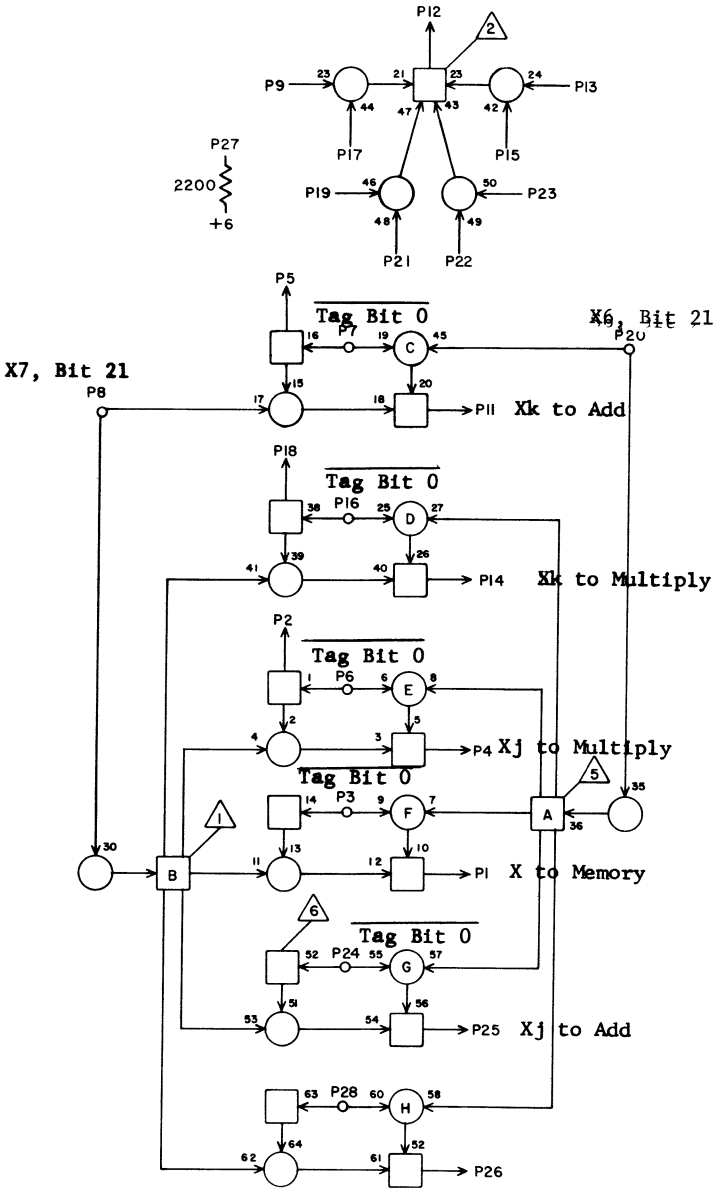 P12
2
P9 23 21 23 24 P13
44 47 43 42
P17 P15
P27
2200
+6
P19 46 50 P23
48 49
P21 P22
P5
Tag Bit 0
X6, Bit 21
P7
P20
16 19 C 45
X7, Bit 21
P8
15 20
17 18 P11 Xk to Add
P18
Tag Bit 0
P16
38 25 D 27
39 26
41 40 P14 Xk to Multiply
P2
Tag Bit 0
P6
1 6 E 8
2 5
4 3 P4 Xj to Multiply
Tag Bit 0
5
P3
14 9 F 7 A 36 35
1
13 10
30 B 11 12 P1 X to Memory
6
Tag Bit 0
52 P24 55 G 57
51 56
53 54 P25 Xj to Add
63 P28 60 H 58
64 52
62 61 P26